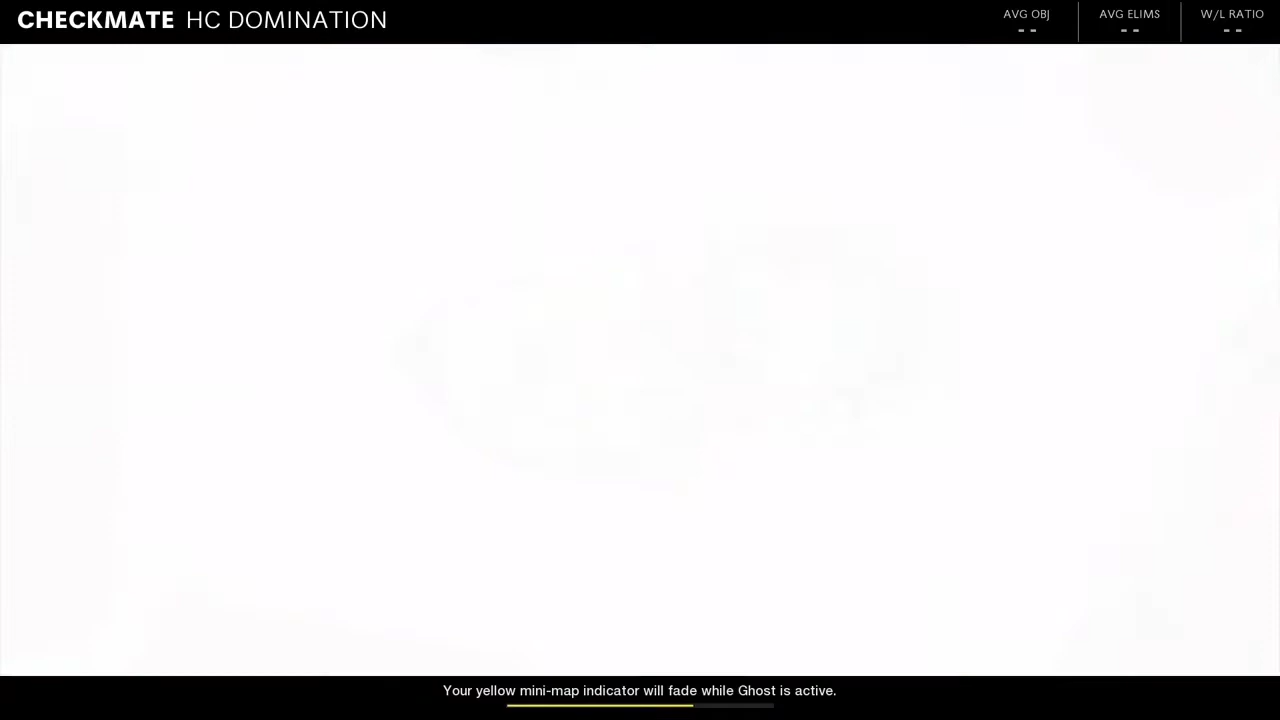 CHECKMATE HC DOMINATION
AVG OBJ
--
AVG ELIMS
--
W/L RATIO
--
Your yellow mini-map indicator will fade while Ghost is active.